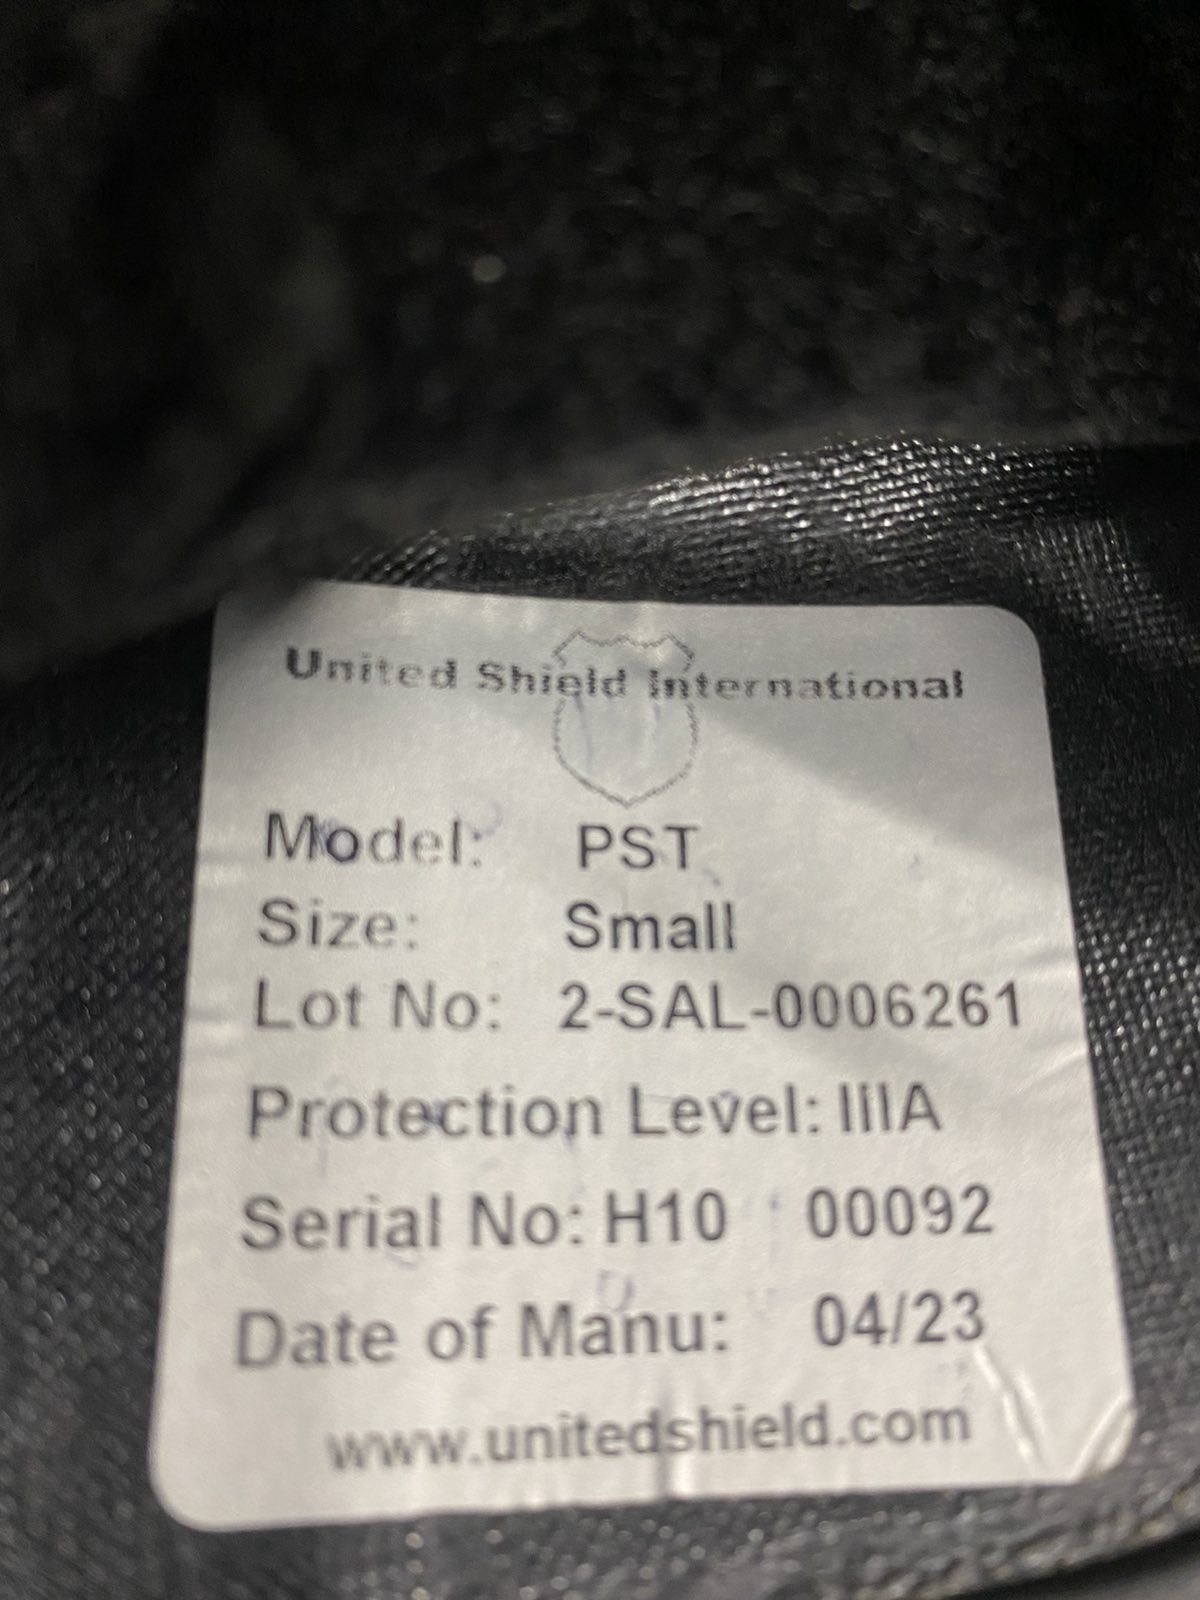 United Shield International
Model: PST
Size: Small
Lot No: 2-SAL-0006261
Protection Level: IIIA
Serial No: H10 00092
Date of Manu: 04/23
www.unitedshield.com